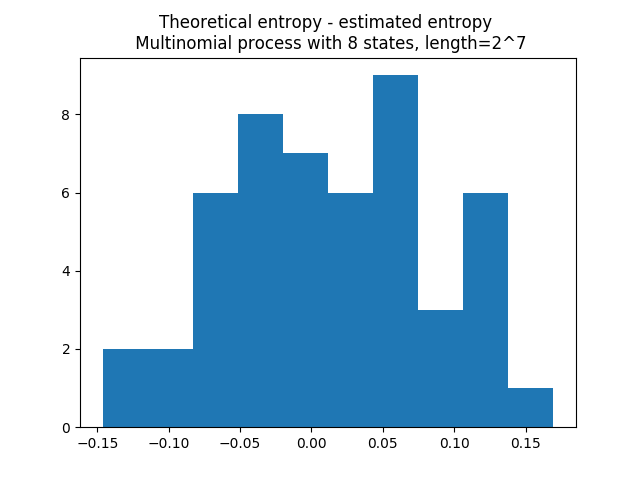 Theoretical entropy - estimated entropy
Multinomial process with 8 states, length=2^7
8
6
4
2
0
−0.15 −0.10 −0.05 0.00 0.05 0.10 0.15